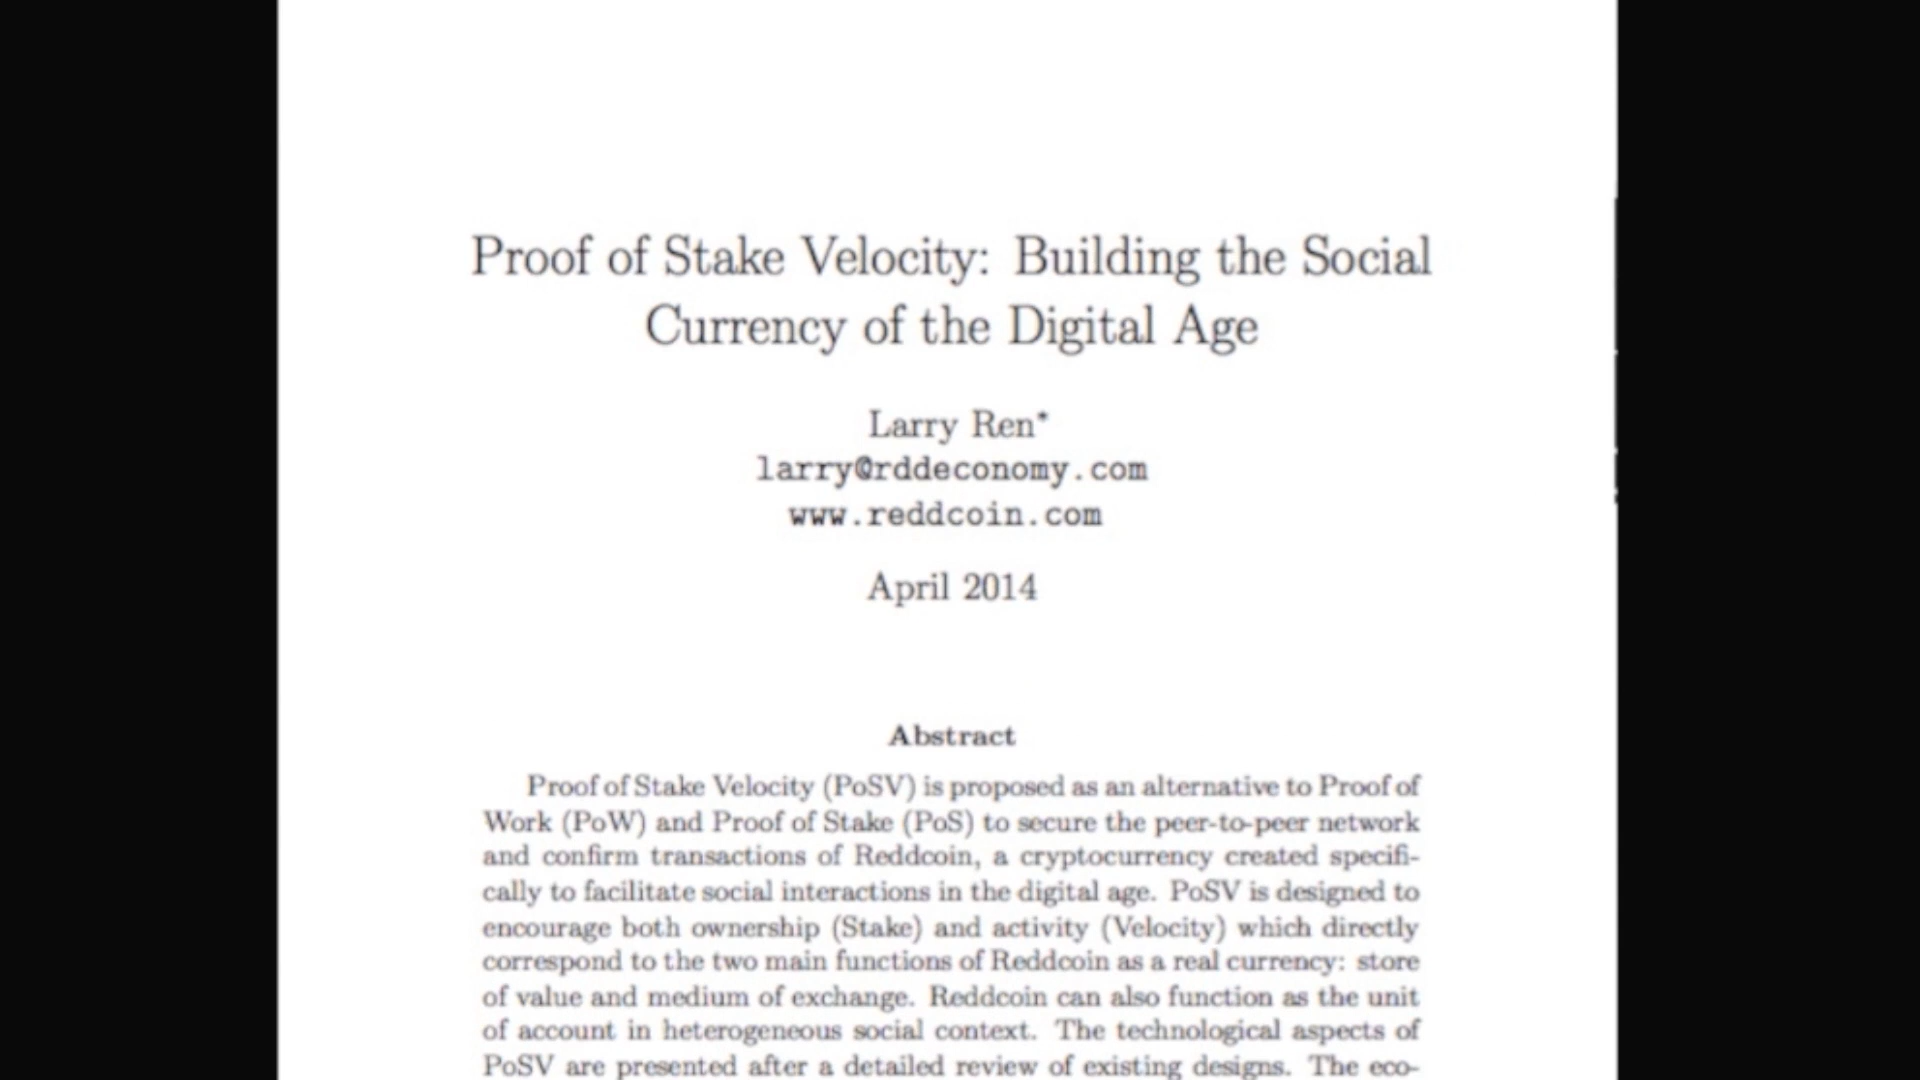 Proof of Stake Velocity: Building the Social
Currency of the Digital Age
Larry Ren*
larry@rddeconomy.com
www.reddcoin.com
April 2014
Abstract
Proof of Stake Velocity (PoSV) is proposed as an alternative to Proof of
Work (PoW) and Proof of Stake (PoS) to secure the peer-to-peer network
and confirm transactions of Reddcoin, a cryptocurrency created specifi-
cally to facilitate social interactions in the digital age. PoSV is designed to
encourage both ownership (Stake) and activity (Velocity) which directly
correspond to the two main functions of Reddcoin as a real currency: store
of value and medium of exchange. Reddcoin can also function as the unit
of account in heterogeneous social context. The technological aspects of
PoSV are presented after a detailed review of existing designs. The eco-